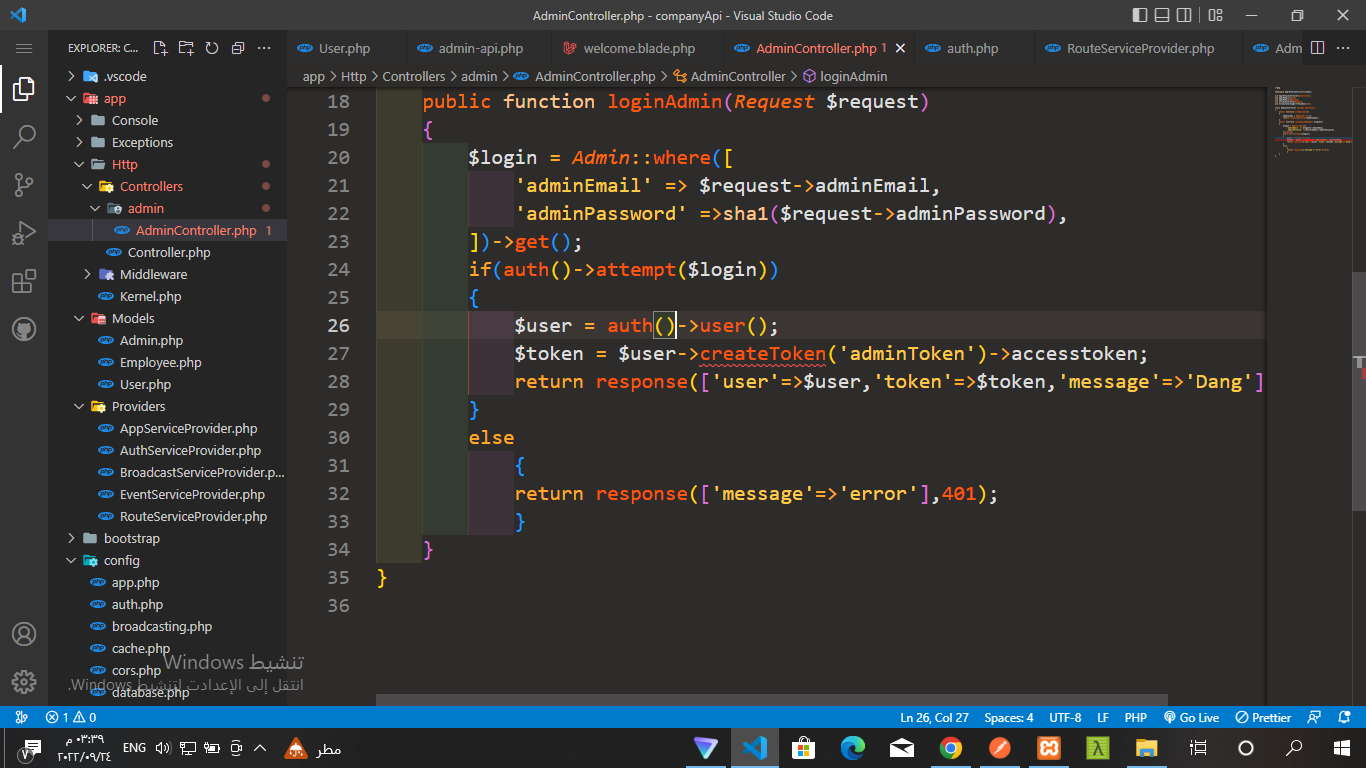 AdminController.php - companyApi - Visual Studio Code
EXPLORER: C...
User.php
admin-api.php
welcome.blade.php
AdminController.php 1
auth.php
RouteServiceProvider.php
Adm
app > Http > Controllers > admin > AdminController.php > AdminController > loginAdmin
.vscode
app
Console
Exceptions
Http
Controllers
admin
AdminController.php 1
Controller.php
Middleware
Kernel.php
Models
Admin.php
Employee.php
User.php
Providers
AppServiceProvider.php
AuthServiceProvider.php
BroadcastServiceProvider.p...
EventServiceProvider.php
RouteServiceProvider.php
bootstrap
config
app.php
auth.php
broadcasting.php
cache.php
cors.php
database.php
18 public function loginAdmin(Request $request)
19 {
20 $login = Admin::where([
21 'adminEmail' => $request->adminEmail,
22 'adminPassword' =>sha1($request->adminPassword),
23 ])->get();
24 if(auth()->attempt($login))
25 {
26 $user = auth()->user();
27 $token = $user->createToken('adminToken')->accesstoken;
28 return response(['user'=>$user,'token'=>$token,'message'=>'Dang']
29 }
30 else
31 {
32 return response(['message'=>'error'],401);
33 }
34 }
35 }
36
تنشيط Windows
انتقل إلى الإعدادت لتنشيط Windows.
1 0
Ln 26, Col 27
Spaces: 4
UTF-8
LF
PHP
Go Live
Prettier
٠٣:٣٩ م
٢٠٢٢/٠٩/٢٤
ENG
مطر